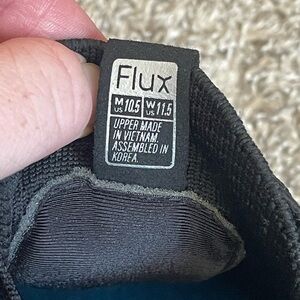 Flux
M US 10.5 W US 11.5
UPPER MADE
IN VIETNAM
ASSEMBLED IN
KOREA.